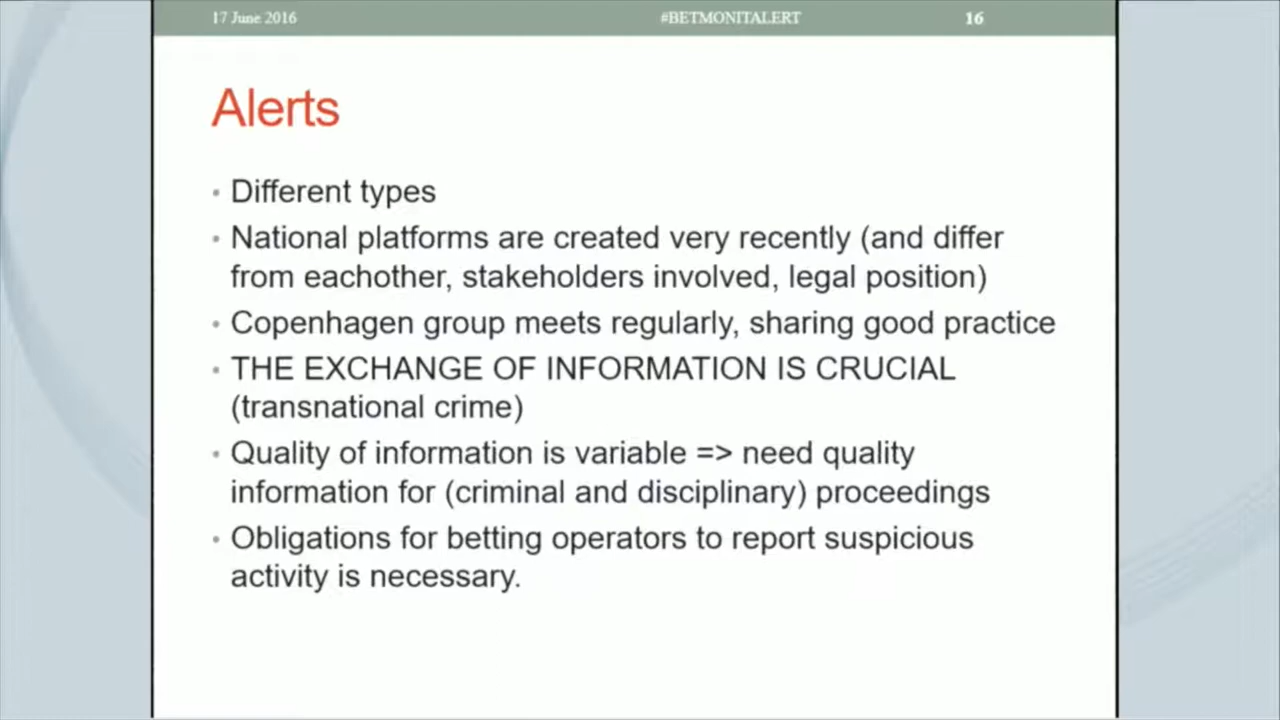 17 June 2016 #BETMONITALERT 16
Alerts
• Different types
• National platforms are created very recently (and differ
from eachother, stakeholders involved, legal position)
• Copenhagen group meets regularly, sharing good practice
• THE EXCHANGE OF INFORMATION IS CRUCIAL
(transnational crime)
• Quality of information is variable => need quality
information for (criminal and disciplinary) proceedings
• Obligations for betting operators to report suspicious
activity is necessary.